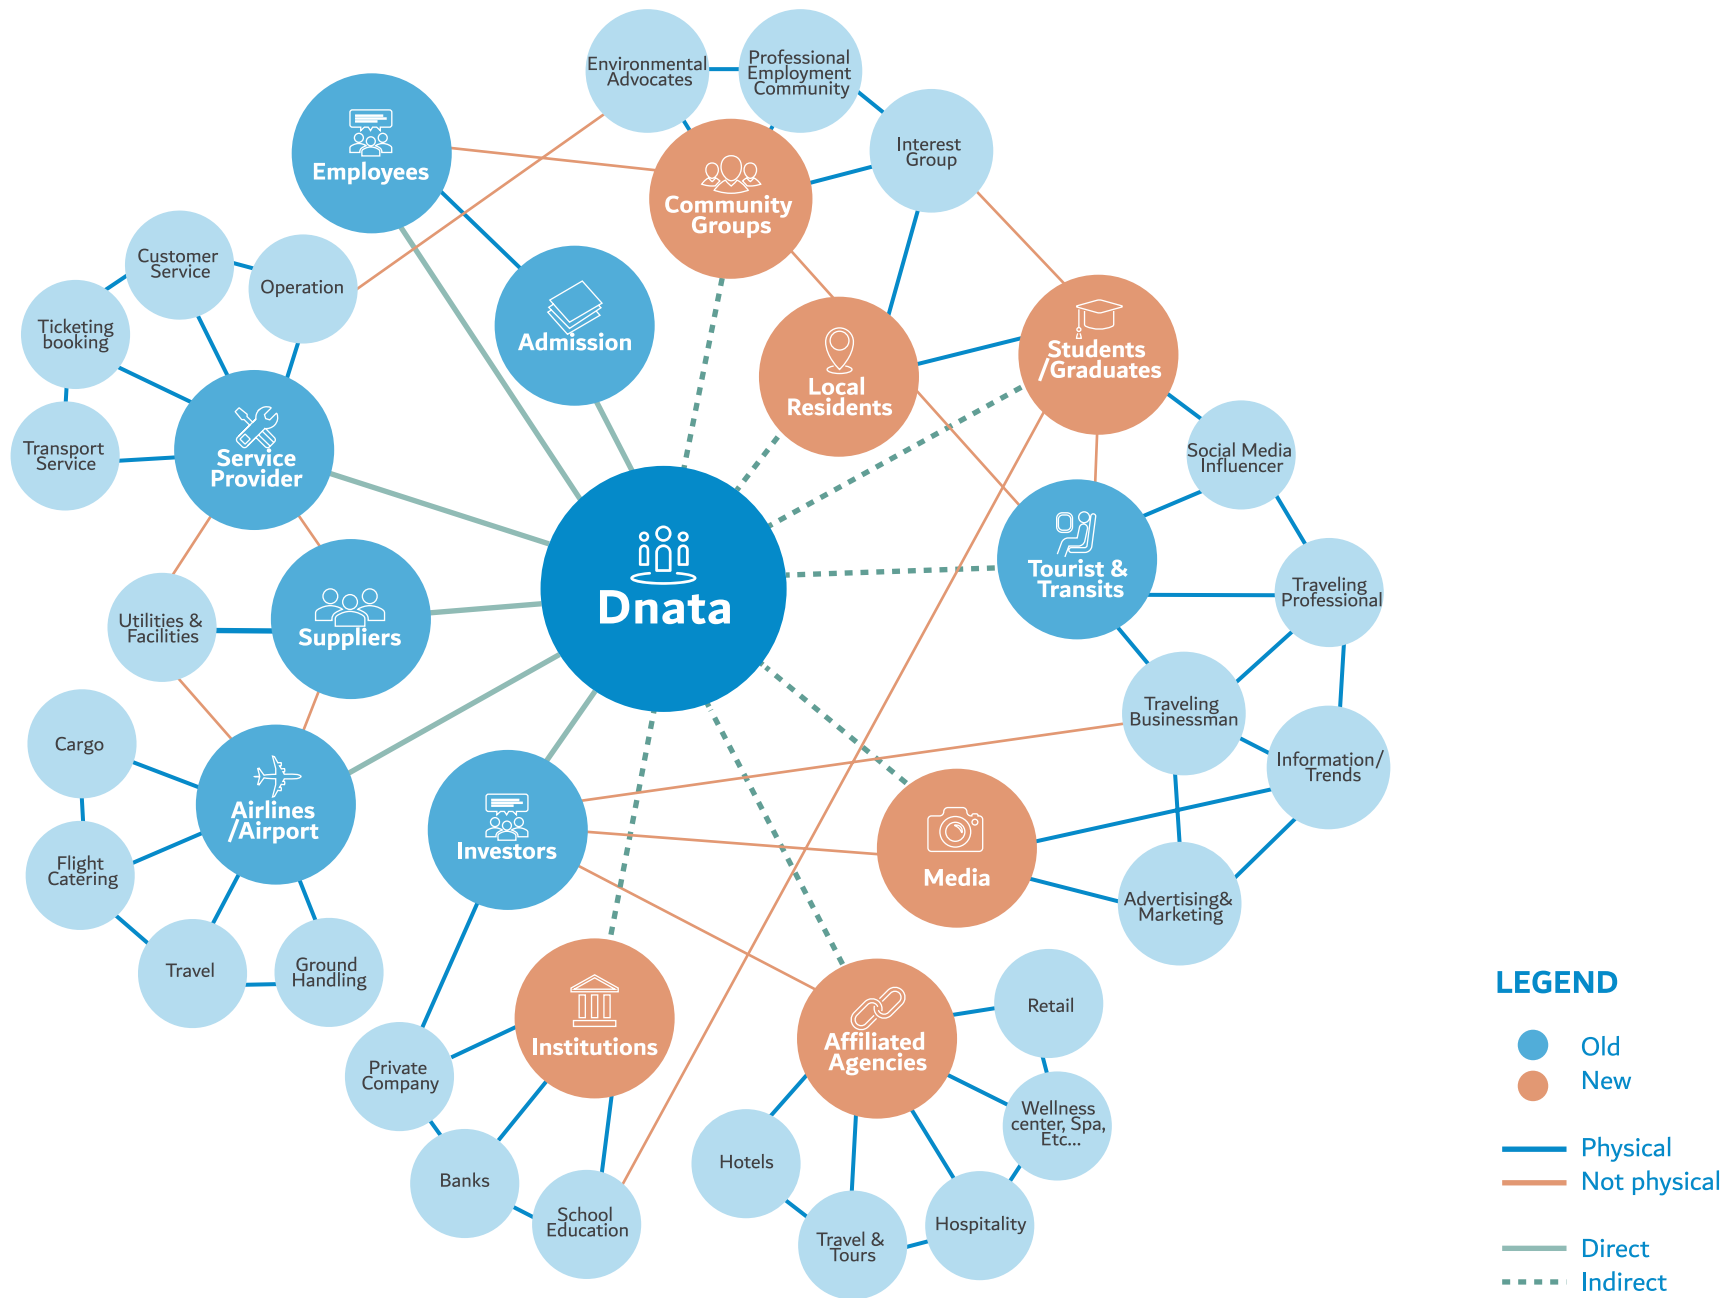 Environmental
Advocates
Professional
Employment
Community
Interest
Group
Employees
Community
Groups
Customer
Service
Operation
Admission
Ticketing
booking
Students
/Graduates
Local
Residents
Transport
Service
Service
Provider
Social Media
Influencer
Dnata
Tourist &
Transits
Traveling
Professional
Utilities &
Facilities
Suppliers
Traveling
Businessman
Cargo
Information/
Trends
Airlines
/Airport
Investors
Media
Flight
Catering
Advertising&
Marketing
Travel
Ground
Handling
Institutions
Affiliated
Agencies
Retail
Private
Company
Wellness
center, Spa,
Etc...
Banks
Hotels
School
Education
Travel &
Tours
Hospitality
LEGEND
Old
New
Physical
Not physical
Direct
Indirect